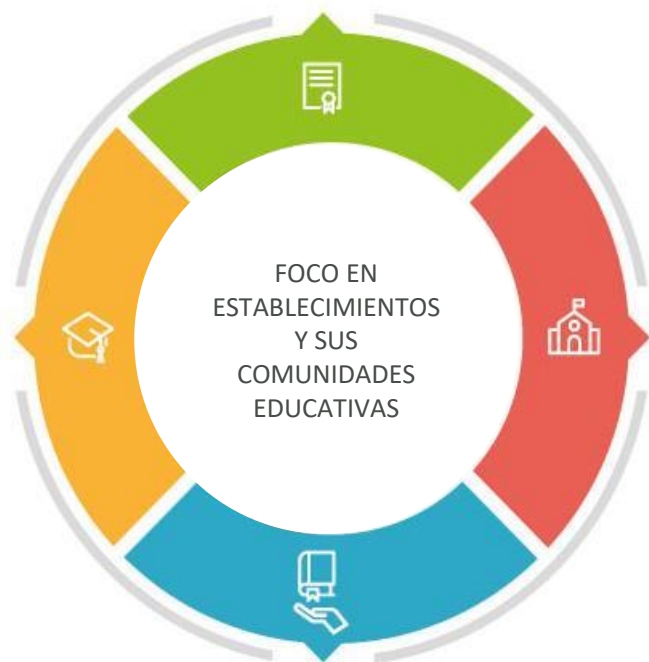 FOCO EN
ESTABLECIMIENTOS
Y SUS
COMUNIDADES
EDUCATIVAS